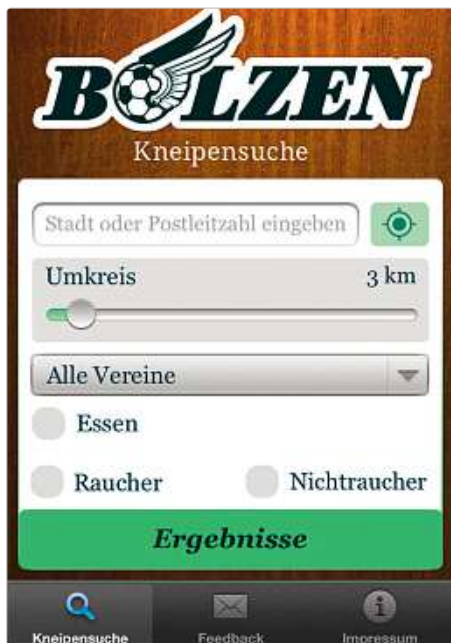 BOLZEN
Kneipensuche
Stadt oder Postleitzahl eingeben
Umkreis 3 km
Alle Vereine
Essen
Raucher Nichtraucher
Ergebnisse
Kneipensuche Feedback Impressum